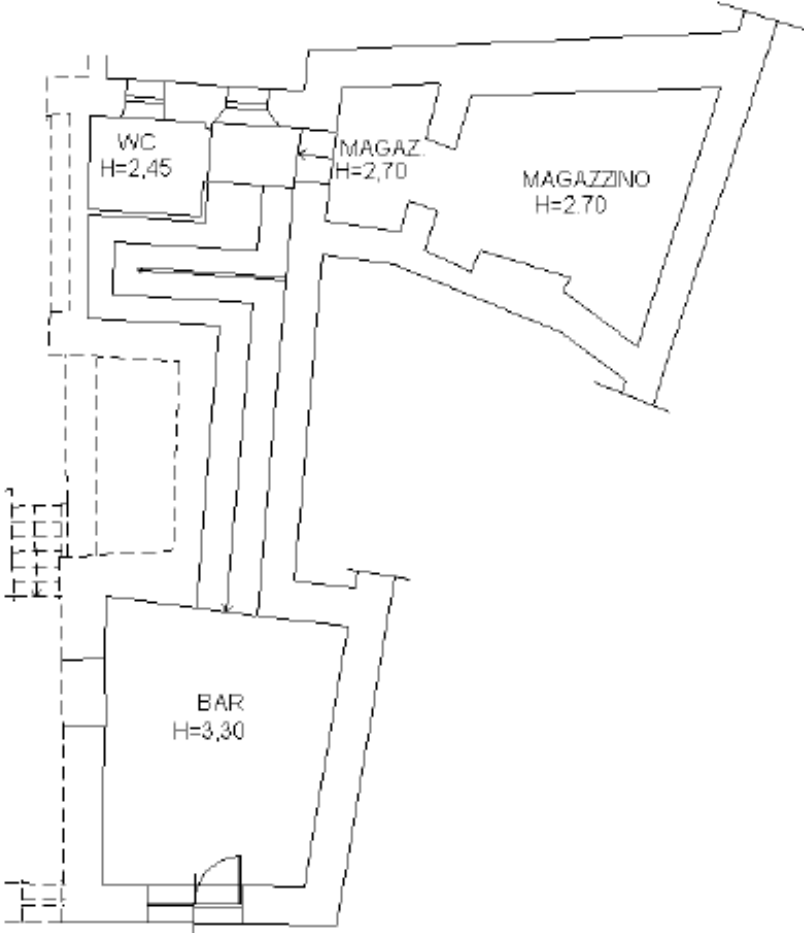 WC
H=2,45
MAGAZ.
H=2,70
MAGAZZINO
H=2.70
BAR
H=3,30